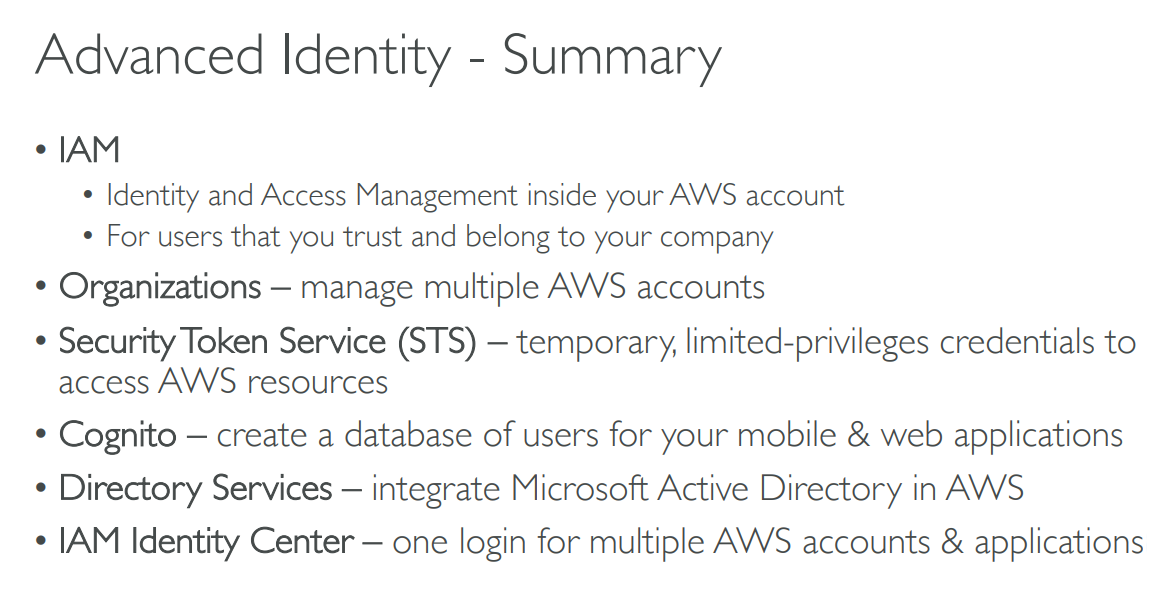 Advanced Identity - Summary
• IAM
• Identity and Access Management inside your AWS account
• For users that you trust and belong to your company
• Organizations – manage multiple AWS accounts
• Security Token Service (STS) – temporary, limited-privileges credentials to
access AWS resources
• Cognito – create a database of users for your mobile & web applications
• Directory Services – integrate Microsoft Active Directory in AWS
• IAM Identity Center – one login for multiple AWS accounts & applications